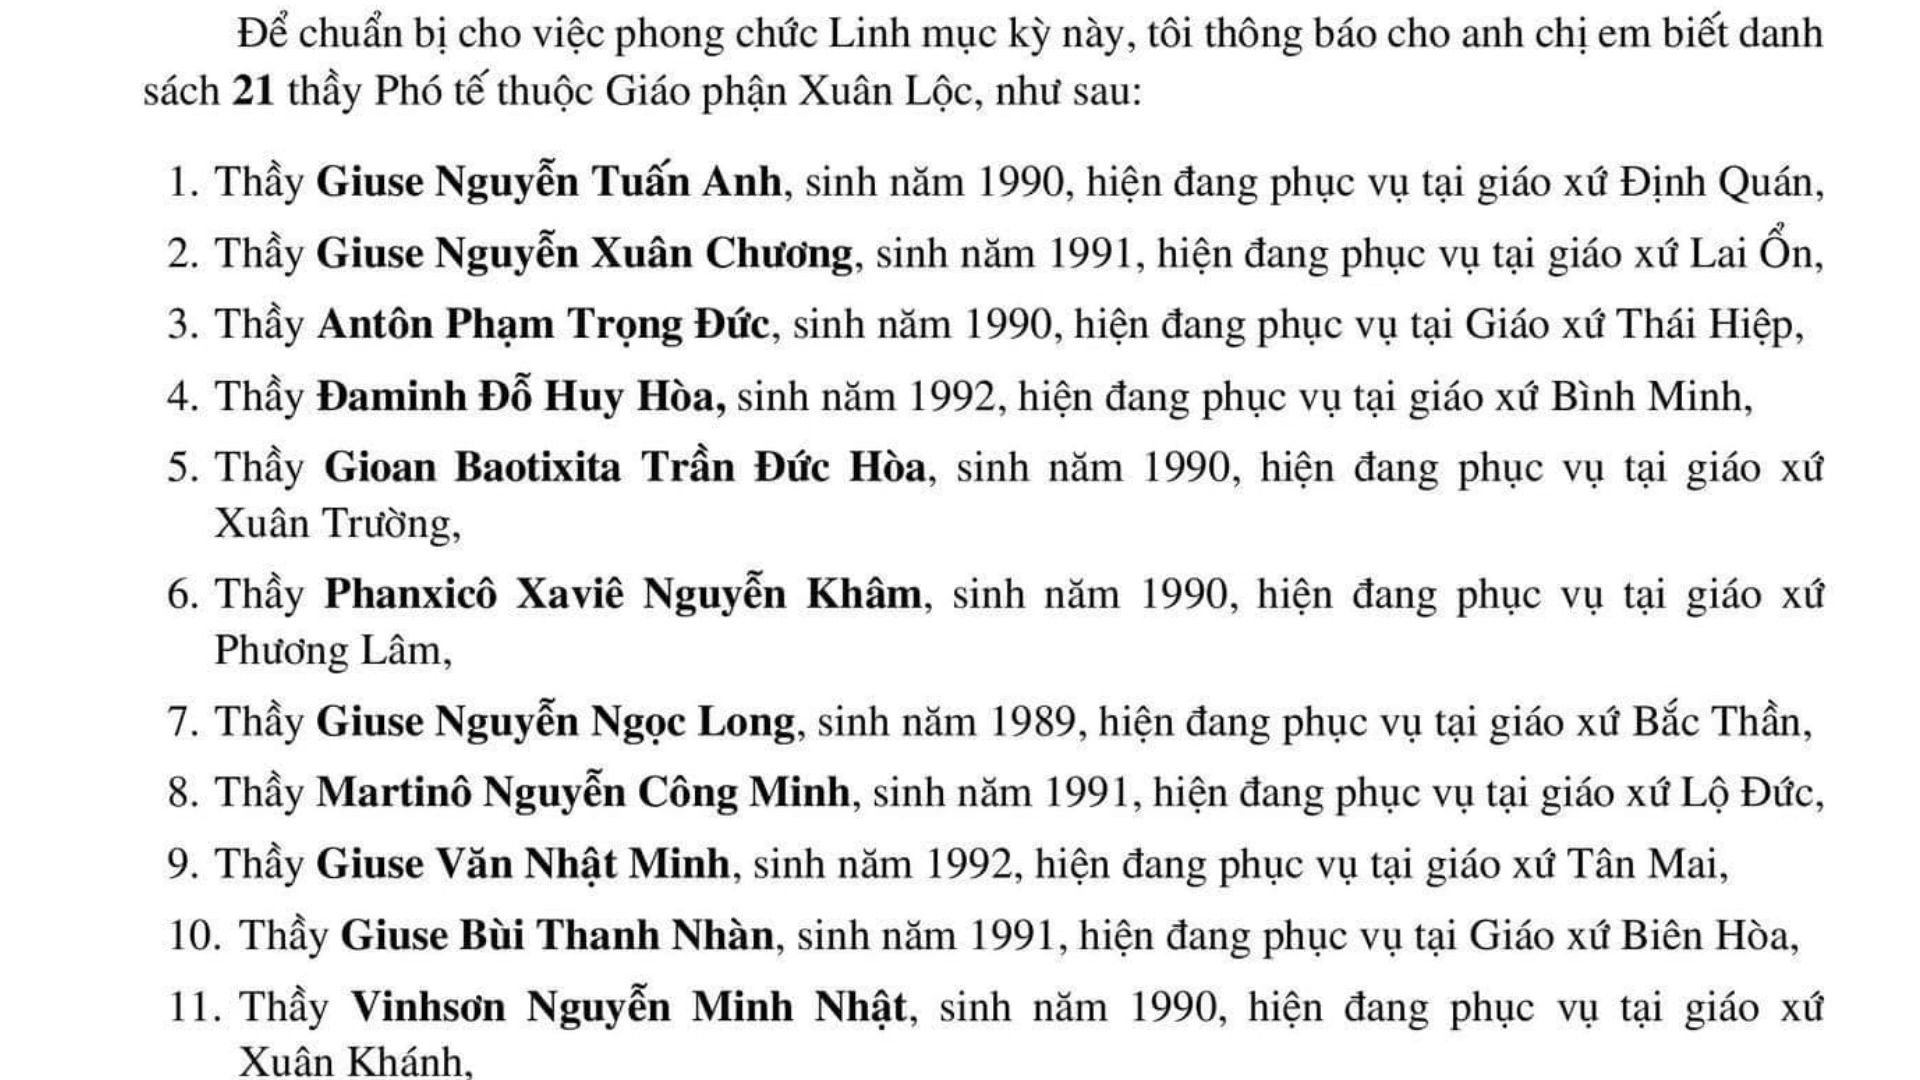 Để chuẩn bị cho việc phong chức Linh mục kỳ này, tôi thông báo cho anh chị em biết danh
sách 21 thầy Phó tế thuộc Giáo phận Xuân Lộc, như sau:
1. Thầy Giuse Nguyễn Tuấn Anh, sinh năm 1990, hiện đang phục vụ tại giáo xứ Định Quán,
2. Thầy Giuse Nguyễn Xuân Chương, sinh năm 1991, hiện đang phục vụ tại giáo xứ Lai Ổn,
3. Thầy Antôn Phạm Trọng Đức, sinh năm 1990, hiện đang phục vụ tại Giáo xứ Thái Hiệp,
4. Thầy Đaminh Đỗ Huy Hòa, sinh năm 1992, hiện đang phục vụ tại giáo xứ Bình Minh,
5. Thầy Gioan Baotixita Trần Đức Hòa, sinh năm 1990, hiện đang phục vụ tại giáo xứ
Xuân Trường,
6. Thầy Phanxicô Xaviê Nguyễn Khâm, sinh năm 1990, hiện đang phục vụ tại giáo xứ
Phương Lâm,
7. Thầy Giuse Nguyễn Ngọc Long, sinh năm 1989, hiện đang phục vụ tại giáo xứ Bắc Thần,
8. Thầy Martinô Nguyễn Công Minh, sinh năm 1991, hiện đang phục vụ tại giáo xứ Lộ Đức,
9. Thầy Giuse Văn Nhật Minh, sinh năm 1992, hiện đang phục vụ tại giáo xứ Tân Mai,
10. Thầy Giuse Bùi Thanh Nhàn, sinh năm 1991, hiện đang phục vụ tại Giáo xứ Biên Hòa,
11. Thầy Vinhsơn Nguyễn Minh Nhật, sinh năm 1990, hiện đang phục vụ tại giáo xứ
Xuân Khánh,